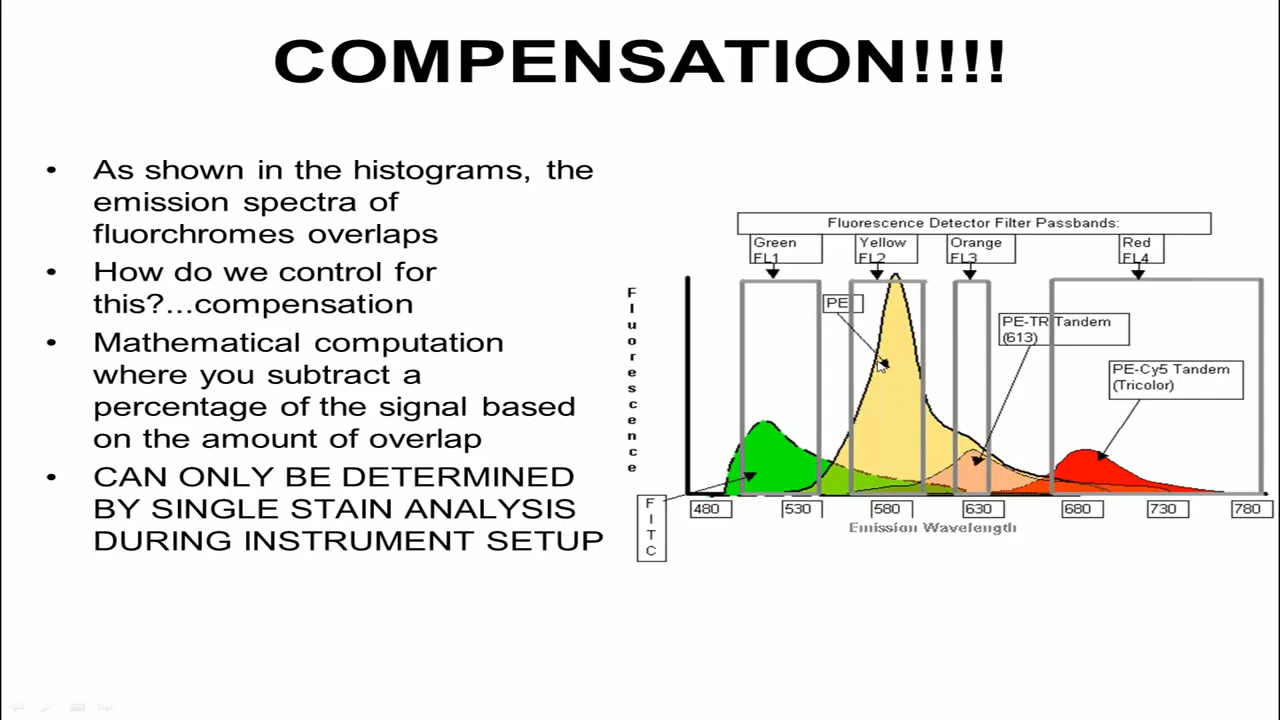 COMPENSATION!!!!
• As shown in the histograms, the
emission spectra of
fluorchromes overlaps
• How do we control for
this?...compensation
• Mathematical computation
where you subtract a
percentage of the signal based
on the amount of overlap
• CAN ONLY BE DETERMINED
BY SINGLE STAIN ANALYSIS
DURING INSTRUMENT SETUP
Fluorescence Detector Filter Passbands:
Green
FL1
Yellow
FL2
Orange
FL3
Red
FL4
Fluorescence
PE
PE-TR Tandem
(613)
PE-Cy5 Tandem
(Tricolor)
FITC
480 530 580 630 680 730 780
Emission Wavelength